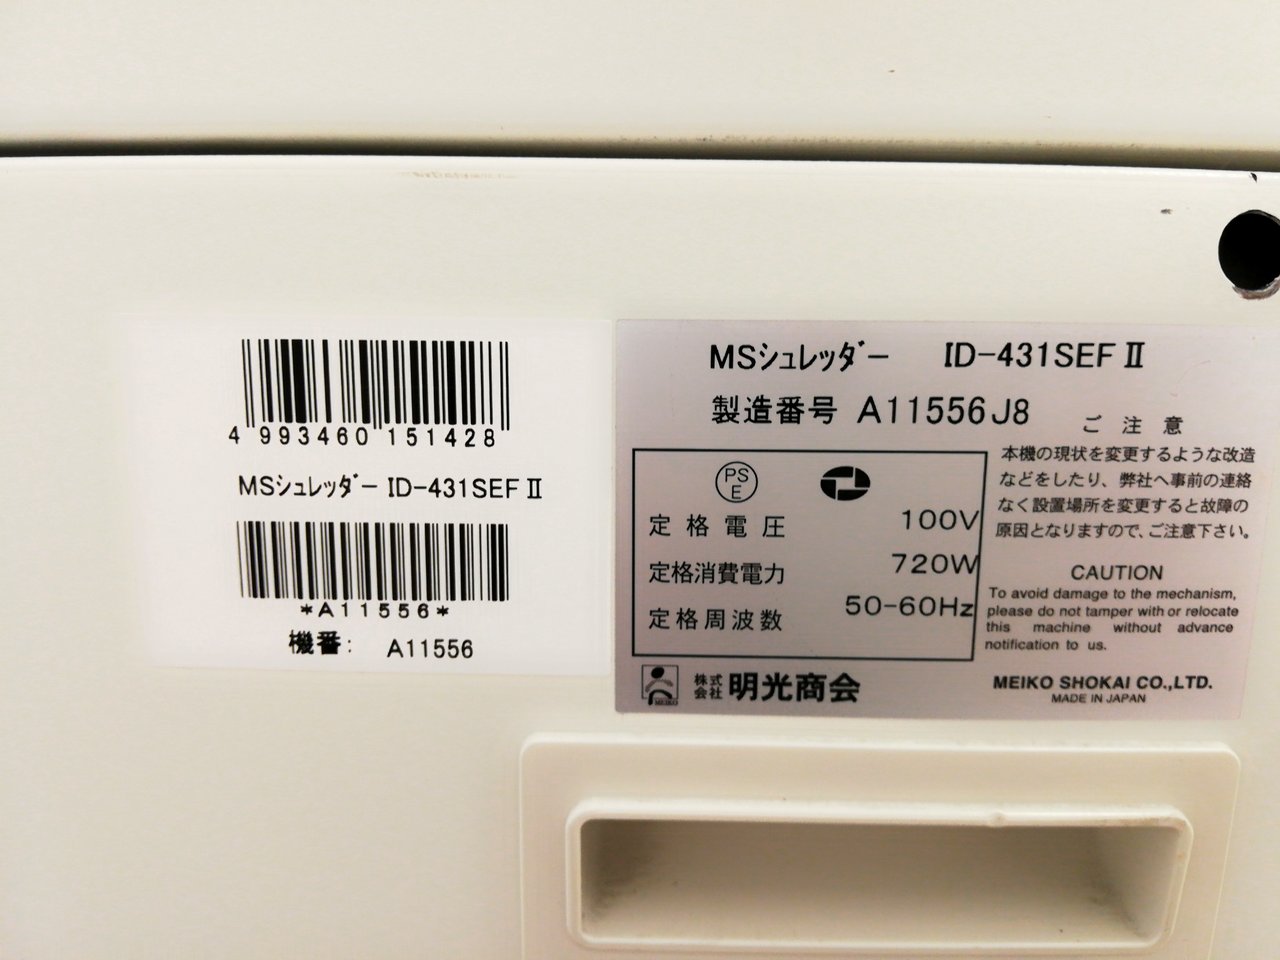 4 993460 151428
MSシュレッダー ID-431SEFⅡ
*A11556*
機番: A11556
MSシュレッダー ID-431SEFⅡ
製造番号 A11556J8
PS
E
定格電圧 100V
定格消費電力 720W
定格周波数 50-60Hz
ご注意
本機の現状を変更するような改造
などをしたり、弊社へ事前の連絡
なく設置場所を変更すると故障の
原因となりますので、ご注意下さい。
CAUTION
To avoid damage to the mechanism,
please do not tamper with or relocate
this machine without advance
notification to us.
MEIKO
株式会社 明光商会
MEIKO SHOKAI CO.,LTD.
MADE IN JAPAN